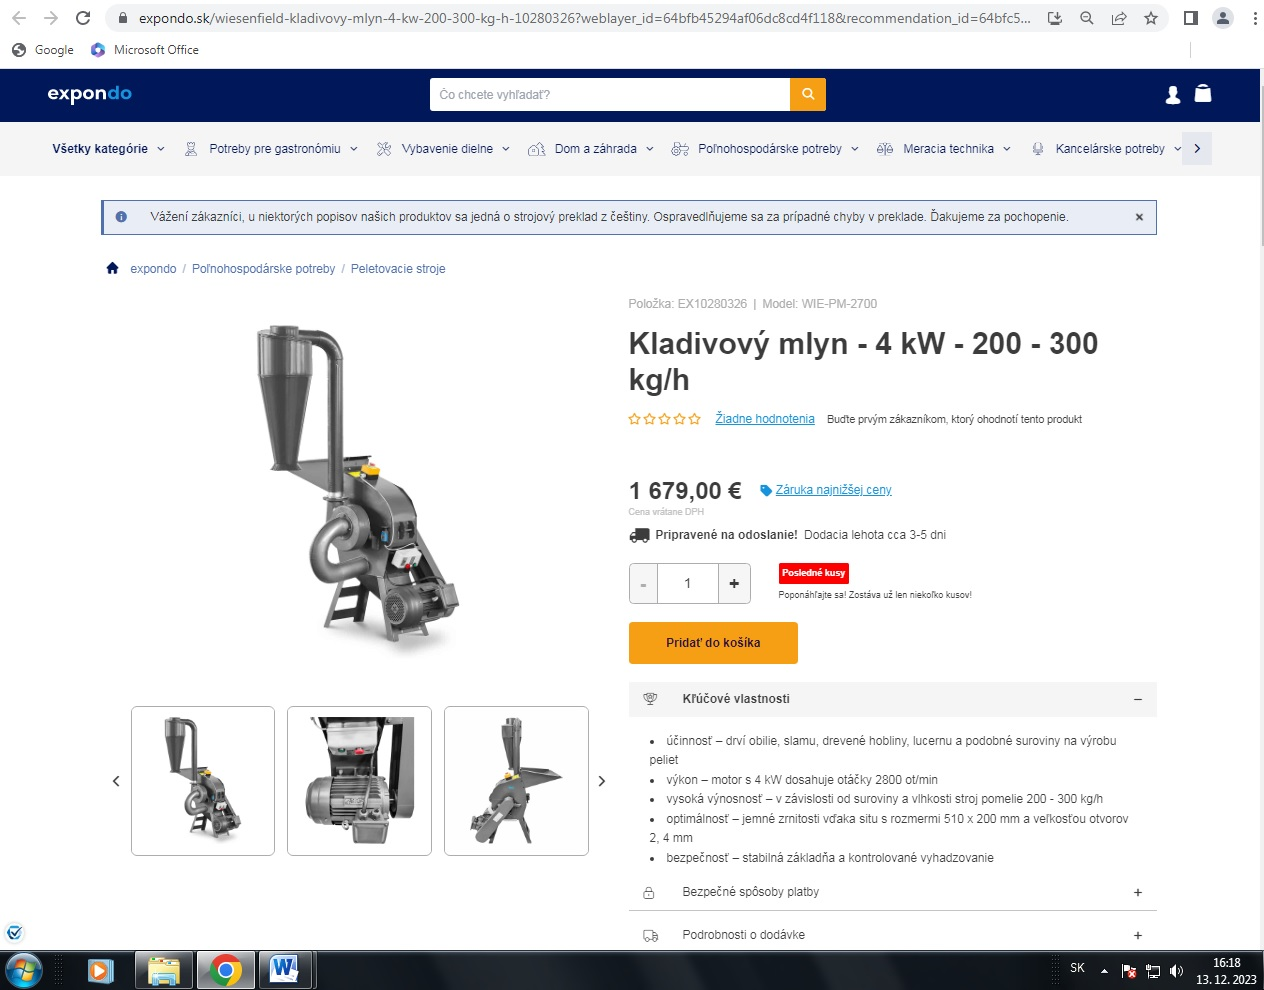 expondo.sk/wiesenfield-kladivovy-mlyn-4-kw-200-300-kg-h-10280326?weblayer_id=64bfb45294af06dc8cd4f118&recommendation_id=64bfc5...
Google
Microsoft Office
expondo
Čo chcete vyhľadať?
Všetky kategórie
Potreby pre gastronómiu
Vybavenie dielne
Dom a záhrada
Poľnohospodárske potreby
Meracia technika
Kancelárske potreby
Vážení zákazníci, u niektorých popisov našich produktov sa jedná o strojový preklad z češtiny. Ospravedlňujeme sa za prípadné chyby v preklade. Ďakujeme za pochopenie.
expondo / Poľnohospodárske potreby / Peletovacie stroje
Položka: EX10280326 | Model: WIE-PM-2700
Kladivový mlyn - 4 kW - 200 - 300
kg/h
Žiadne hodnotenia Buďte prvým zákazníkom, ktorý ohodnotí tento produkt
1 679,00 € Záruka najnižšej ceny
Cena vrátane DPH
Pripravené na odoslanie! Dodacia lehota cca 3-5 dni
- 1 +
Posledné kusy
Poponáhľajte sa! Zostáva už len niekoľko kusov!
Pridať do košíka
Kľúčové vlastnosti
• účinnosť – drví obilie, slamu, drevené hobliny, lucernu a podobné suroviny na výrobu
peliet
• výkon – motor s 4 kW dosahuje otáčky 2800 ot/min
• vysoká výnosnosť – v závislosti od suroviny a vlhkosti stroj pomelie 200 - 300 kg/h
• optimálnosť – jemné zrnitosti vďaka situ s rozmermi 510 x 200 mm a veľkosťou otvorov
2, 4 mm
• bezpečnosť – stabilná základňa a kontrolované vyhadzovanie
Bezpečné spôsoby platby
Podrobnosti o dodávke
SK
16:18
13. 12. 2023